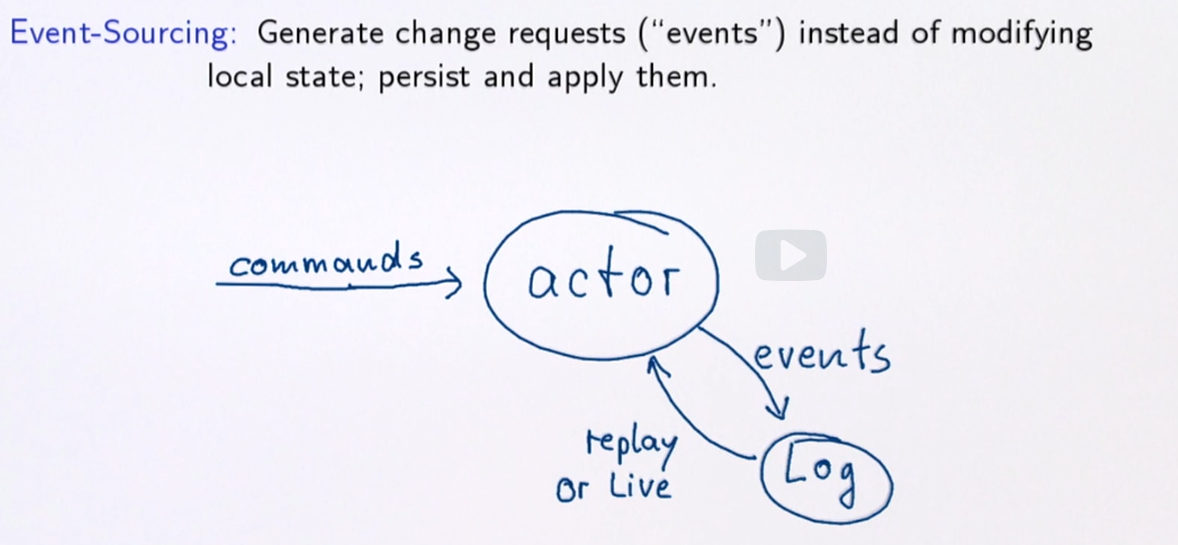 Event-Sourcing: Generate change requests (“events”) instead of modifying
local state; persist and apply them.
commands
actor
events
replay
or Live
Log